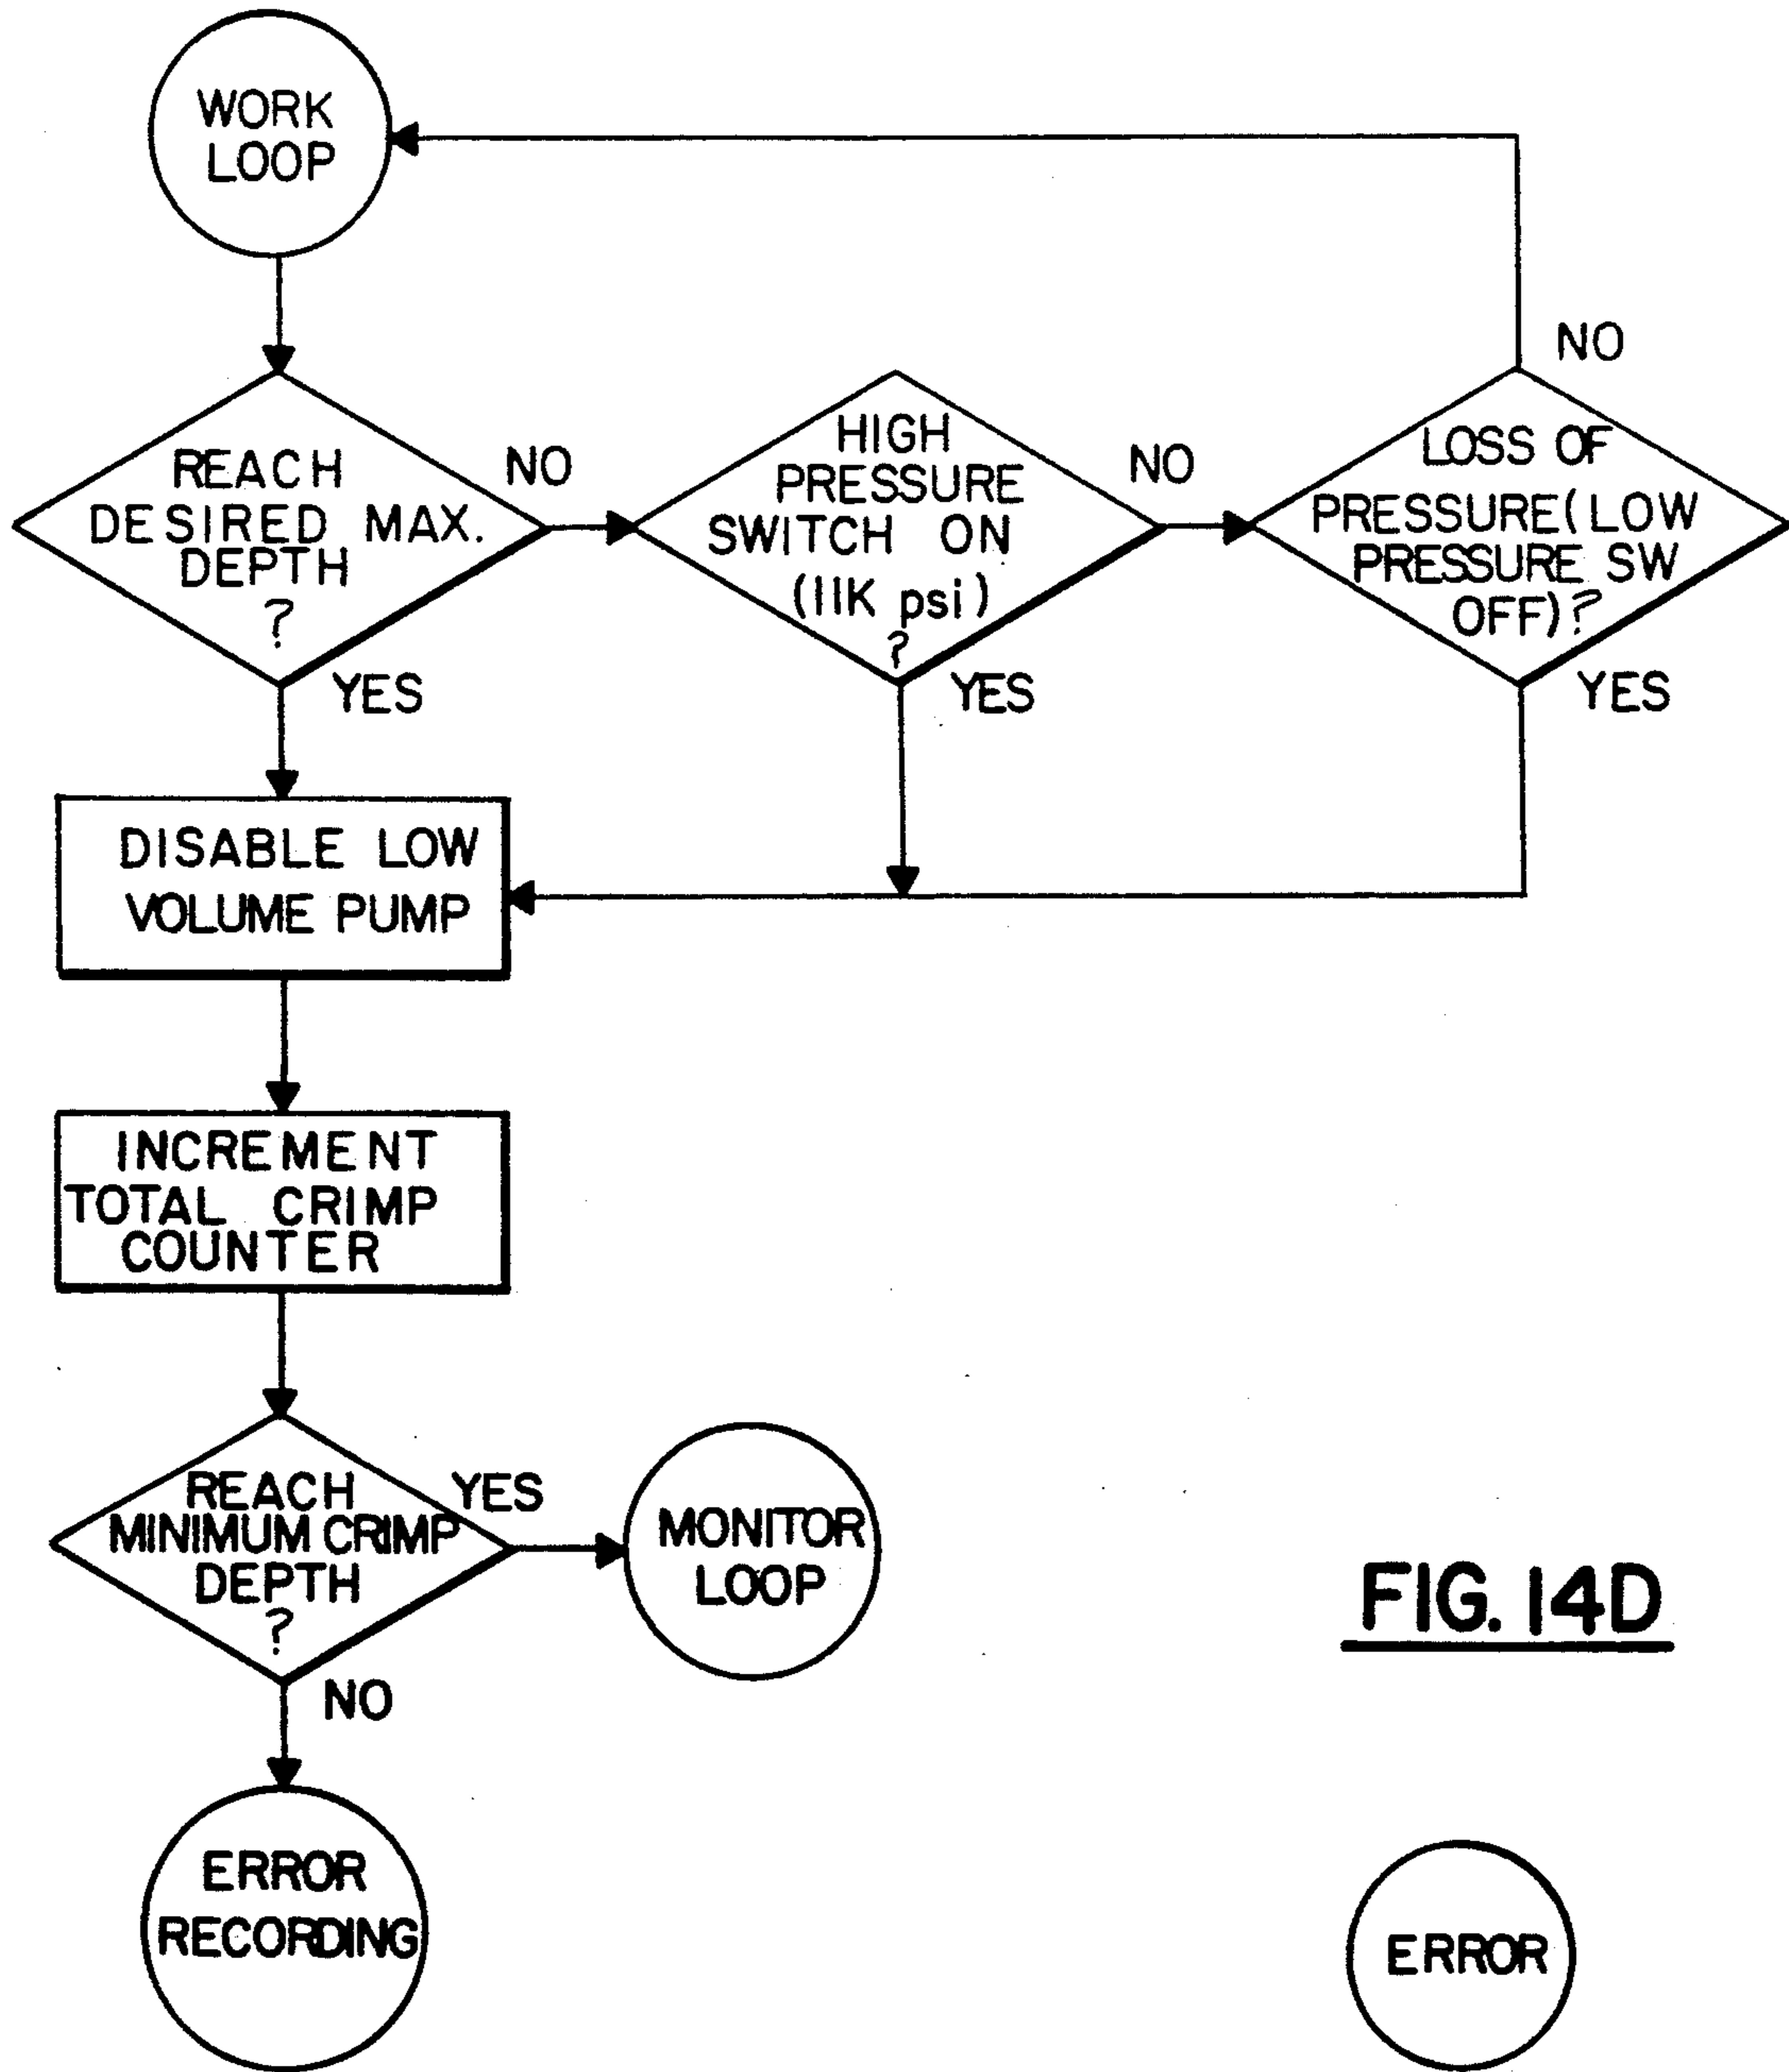 WORK
LOOP
NO
REACH
DESIRED MAX.
DEPTH
?
NO
HIGH
PRESSURE
SWITCH ON
(11K psi)
?
NO
LOSS OF
PRESSURE(LOW
PRESSURE SW
OFF)?
YES
YES
YES
DISABLE LOW
VOLUME PUMP
INCREMENT
TOTAL CRIMP
COUNTER
REACH
MINIMUM CRIMP
DEPTH
?
YES
MONITOR
LOOP
NO
FIG. 14D
ERROR
RECORDING
ERROR